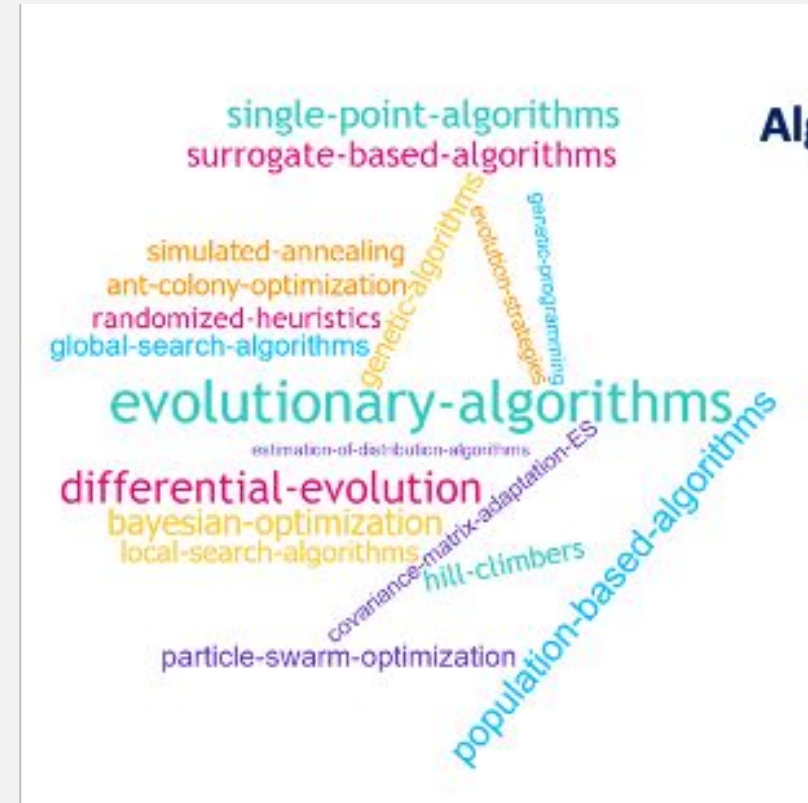 single-point-algorithms
Alg
surrogate-based-algorithms
genetic-algorithms
evolution-strategies
genetic-programming
simulated-annealing
ant-colony-optimization
randomized-heuristics
global-search-algorithms
evolutionary-algorithms
estimation-of-distribution-algorithms
covariance-matrix-adaptation-ES
population-based-algorithms
differential-evolution
bayesian-optimization
local-search-algorithms
hill-climbers
particle-swarm-optimization